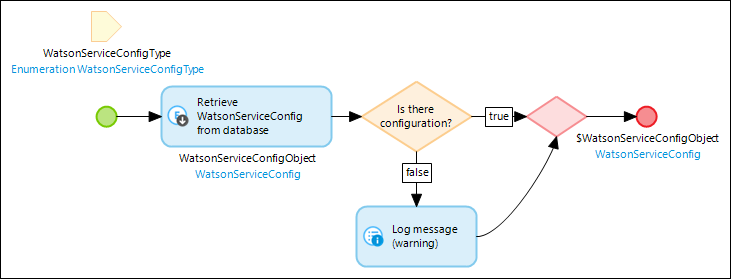 WatsonServiceConfigType
Enumeration WatsonServiceConfigType
Retrieve
WatsonServiceConfig
from database
WatsonServiceConfigObject
WatsonServiceConfig
Is there
configuration?
true
false
$WatsonServiceConfigObject
WatsonServiceConfig
Log message
(warning)